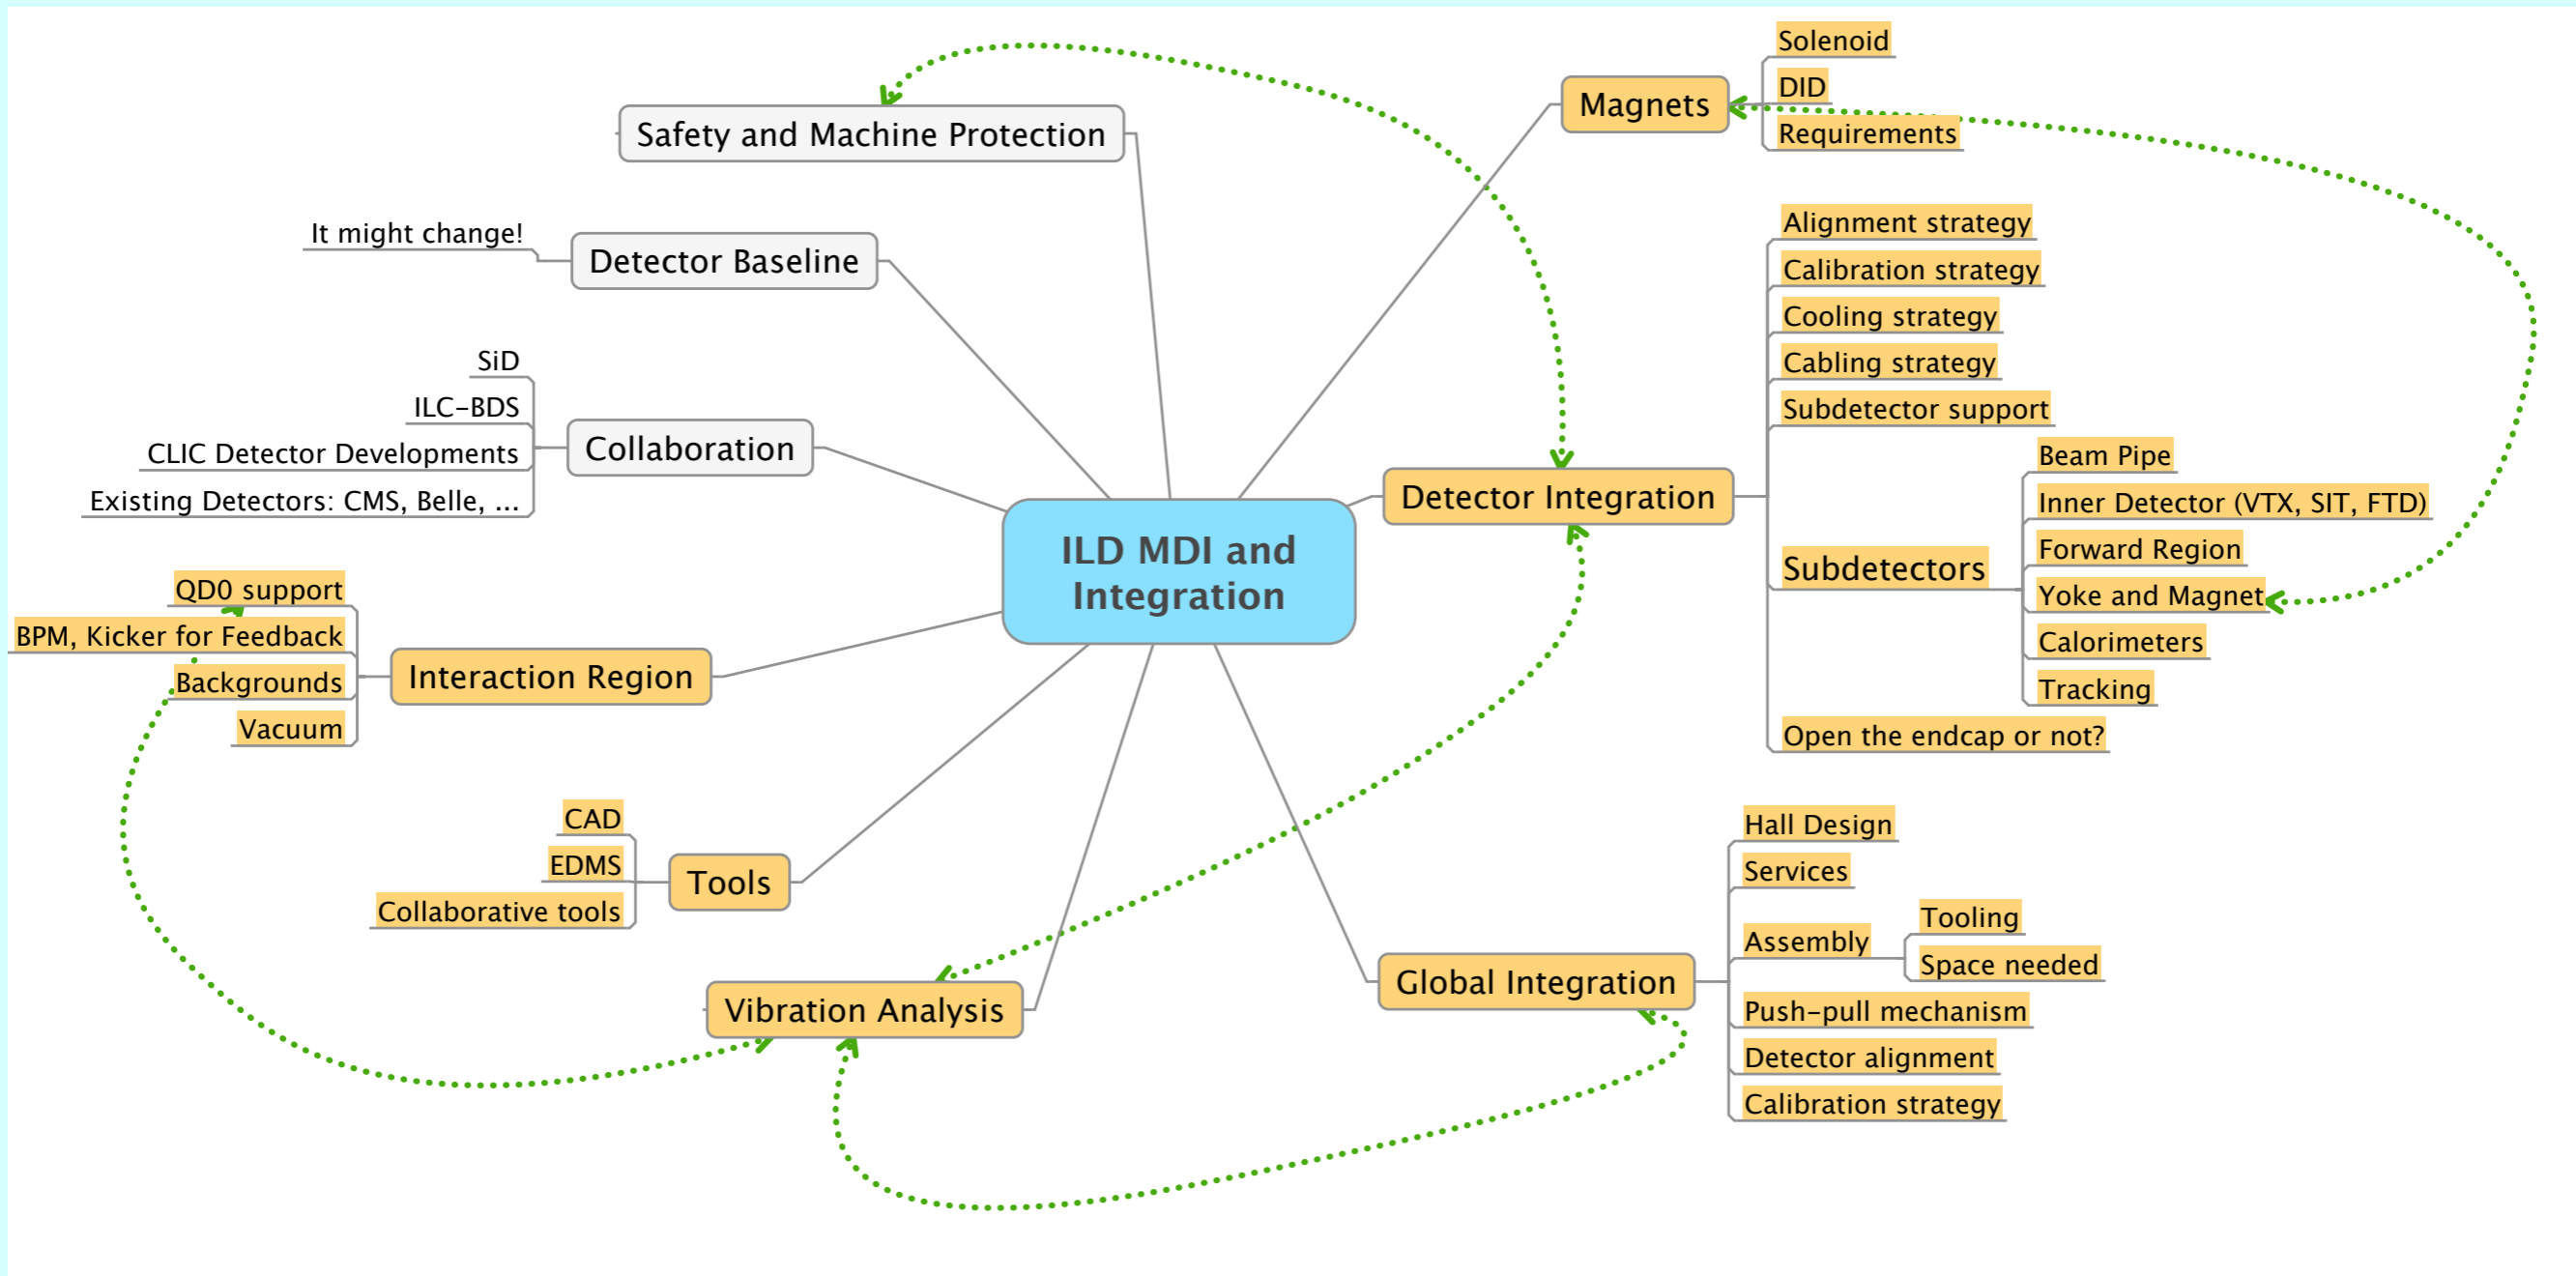 Solenoid
DID
Requirements
Magnets
Safety and Machine Protection
It might change!
Detector Baseline
SiD
ILC-BDS
CLIC Detector Developments
Existing Detectors: CMS, Belle, ...
Collaboration
ILD MDI and
Integration
Detector Integration
Alignment strategy
Calibration strategy
Cooling strategy
Cabling strategy
Subdetector support
Subdetectors
Beam Pipe
Inner Detector (VTX, SIT, FTD)
Forward Region
Yoke and Magnet
Calorimeters
Tracking
Open the endcap or not?
QD0 support
BPM, Kicker for Feedback
Backgrounds
Vacuum
Interaction Region
CAD
EDMS
Collaborative tools
Tools
Vibration Analysis
Global Integration
Hall Design
Services
Assembly
Tooling
Space needed
Push-pull mechanism
Detector alignment
Calibration strategy